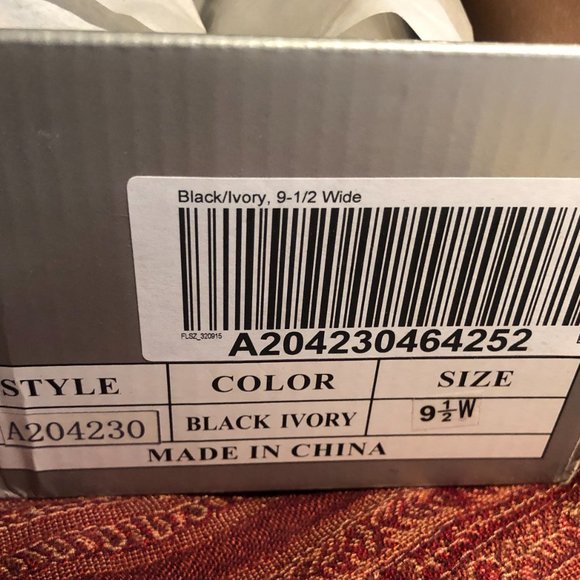 Black/Ivory, 9-1/2 Wide
FLSZ_320915
A204230464252
STYLE COLOR SIZE
A204230 BLACK IVORY 9½W
MADE IN CHINA